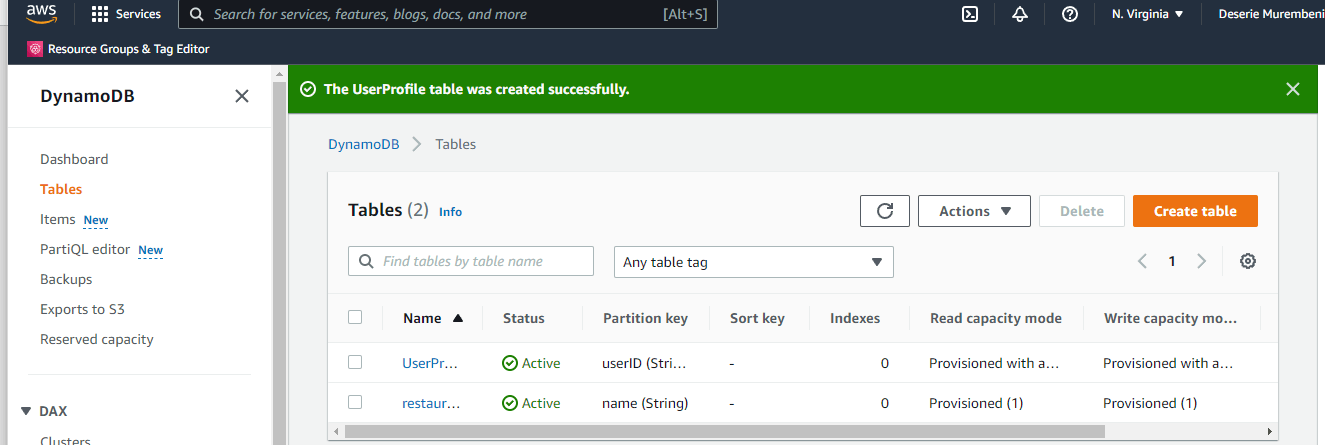 aws Services Search for services, features, blogs, docs, and more [Alt+S] N. Virginia Deserie Murembeni
Resource Groups & Tag Editor
DynamoDB
Dashboard
Tables
Items New
PartiQL editor New
Backups
Exports to S3
Reserved capacity
DAX
Clusters
The UserProfile table was created successfully.
DynamoDB Tables
Tables (2) Info Actions Delete Create table
Find tables by table name Any table tag 1
Name Status Partition key Sort key Indexes Read capacity mode Write capacity mo...
UserPr... Active userID (Stri... - 0 Provisioned with a... Provisioned with a...
restaur... Active name (String) - 0 Provisioned (1) Provisioned (1)